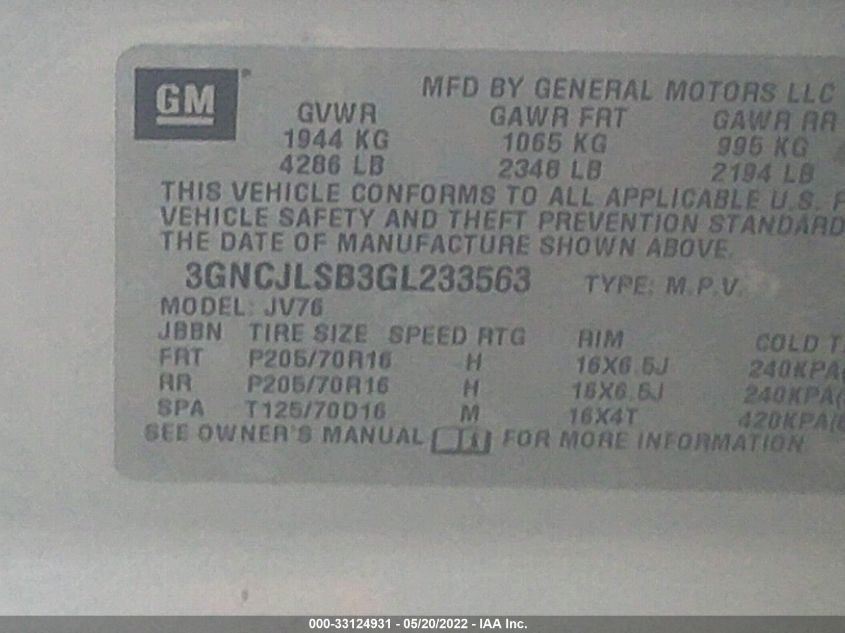 GM
MFD BY GENERAL MOTORS LLC
GVWR GAWR FRT GAWR RR
1944 KG 1065 KG 995 KG
4286 LB 2348 LB 2194 LB
THIS VEHICLE CONFORMS TO ALL APPLICABLE U.S. F
VEHICLE SAFETY AND THEFT PREVENTION STANDARD
THE DATE OF MANUFACTURE SHOWN ABOVE.
3GNCJLSB3GL233563 TYPE: M.P.V.
MODEL: JV76
JBBN TIRE SIZE SPEED RTG RIM COLD T
FRT P205/70R16 H 16X6.5J 240KPA(
RR P205/70R16 H 16X6.5J 240KPA(
SPA T125/70D16 M 16X4T 420KPA(6
SEE OWNER'S MANUAL FOR MORE INFORMATION
000-33124931 - 05/20/2022 - IAA Inc.